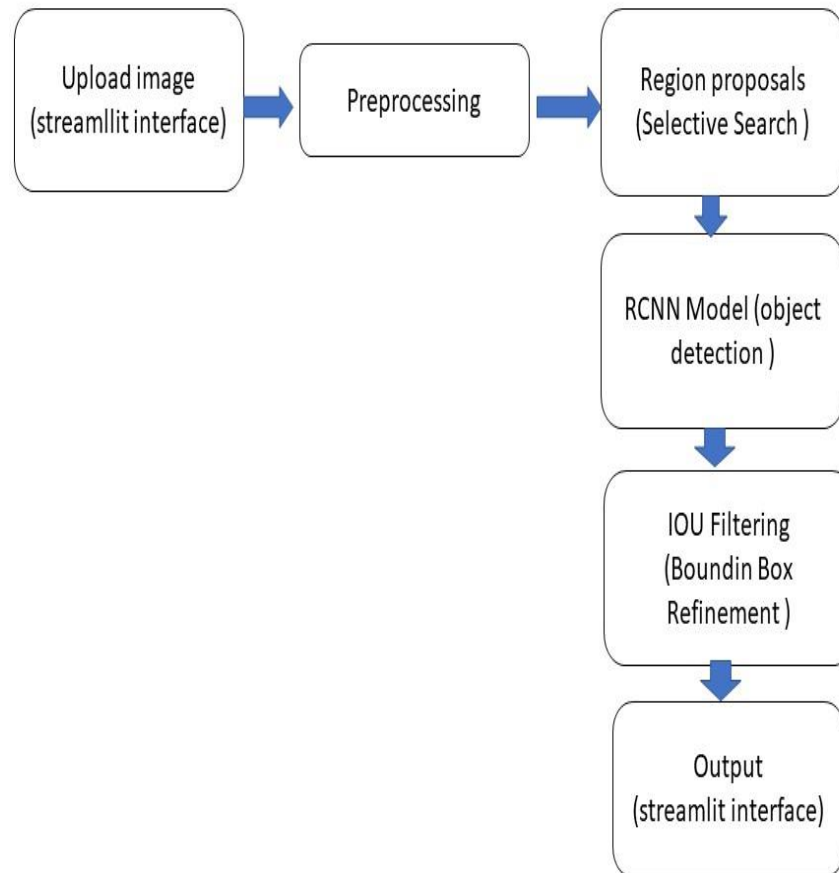 Upload image
(streamllit interface)
Preprocessing
Region proposals
(Selective Search )
RCNN Model (object
detection )
IOU Filtering
(Boundin Box
Refinement )
Output
(streamlit interface)